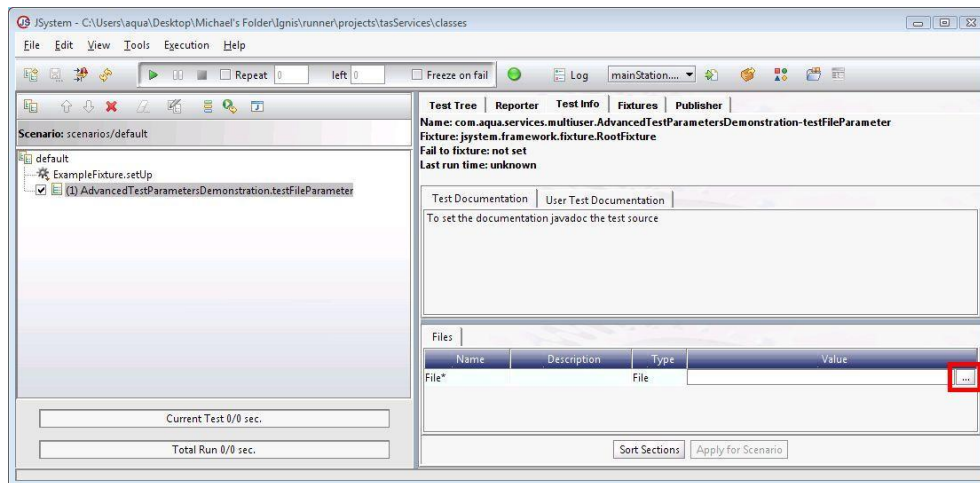 JSystem - C:\Users\aqua\Desktop\Michael's Folder\Ignis\runner\projects\tasServices\classes
File Edit View Tools Execution Help
Repeat 0 left 0 Freeze on fail Log mainStation....
Scenario: scenarios/default
default
ExampleFixture.setUp
(1) AdvancedTestParametersDemonstration.testFileParameter
Current Test 0/0 sec.
Total Run 0/0 sec.
Test Tree Reporter Test Info Fixtures Publisher
Name: com.aqua.services.multiuser.AdvancedTestParametersDemonstration-testFileParameter
Fixture: jsystem.framework.fixture.RootFixture
Fail to fixture: not set
Last run time: unknown
Test Documentation User Test Documentation
To set the documentation javadoc the test source
Files
Name Description Type Value
File* File ...
Sort Sections Apply for Scenario